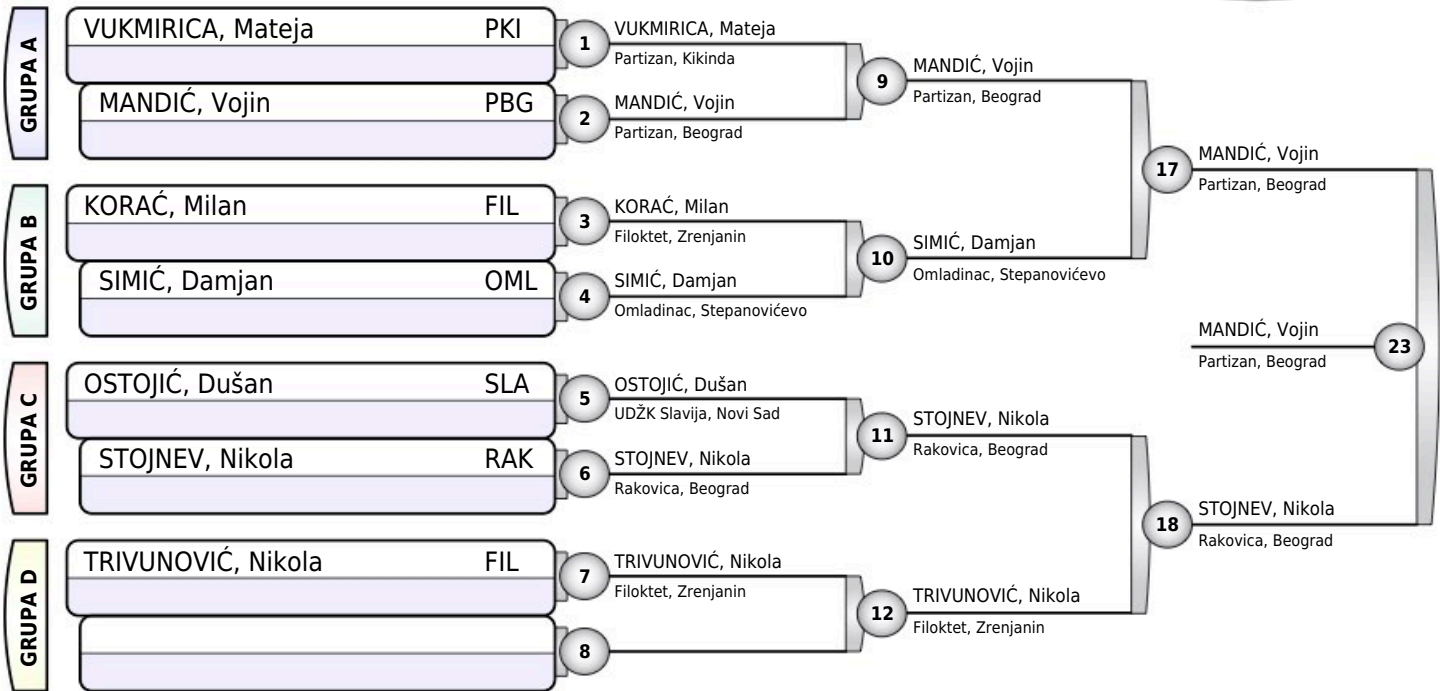 GRUPA A
VUKMIRICA, Mateja PKI
1
VUKMIRICA, Mateja
Partizan, Kikinda
MANDIĆ, Vojin PBG
2
MANDIĆ, Vojin
Partizan, Beograd
9
MANDIĆ, Vojin
Partizan, Beograd
GRUPA B
KORAĆ, Milan FIL
3
KORAĆ, Milan
Filoktet, Zrenjanin
SIMIĆ, Damjan OML
4
SIMIĆ, Damjan
Omladinac, Stepanovićevo
10
SIMIĆ, Damjan
Omladinac, Stepanovićevo
17
MANDIĆ, Vojin
Partizan, Beograd
GRUPA C
OSTOJIĆ, Dušan SLA
5
OSTOJIĆ, Dušan
UDŽK Slavija, Novi Sad
STOJNEV, Nikola RAK
6
STOJNEV, Nikola
Rakovica, Beograd
11
STOJNEV, Nikola
Rakovica, Beograd
GRUPA D
TRIVUNOVIĆ, Nikola FIL
7
TRIVUNOVIĆ, Nikola
Filoktet, Zrenjanin
8
12
TRIVUNOVIĆ, Nikola
Filoktet, Zrenjanin
18
STOJNEV, Nikola
Rakovica, Beograd
MANDIĆ, Vojin
Partizan, Beograd
23